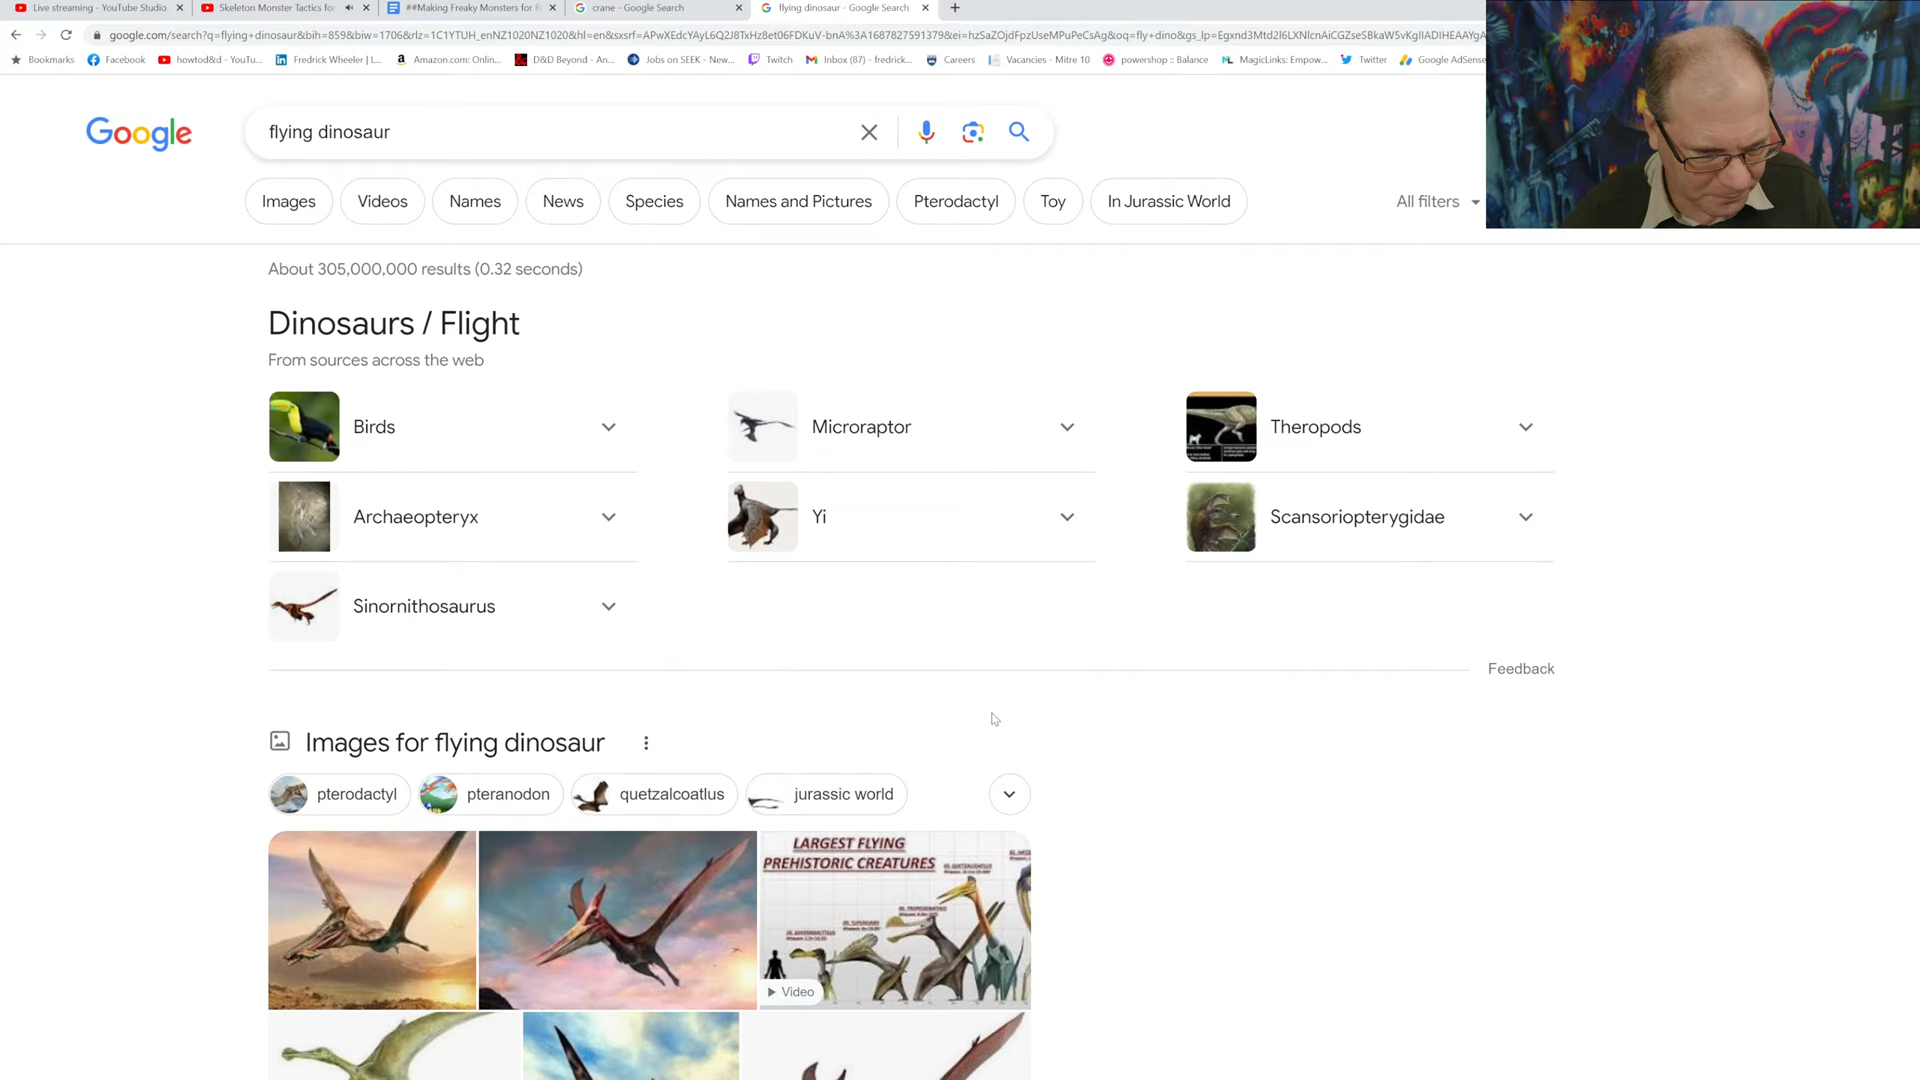 Live streaming - YouTube Studio
Skeleton Monster Tactics for
##Making Freaky Monsters for R
crane - Google Search
flying dinosaur - Google Search
Bookmarks
Facebook
howtod&d - YouTu...
Fredrick Wheeler | L...
Amazon.com: Onlin...
D&D Beyond - An...
Jobs on SEEK - New...
Twitch
Inbox (87) - fredrick...
Careers
Vacancies - Mitre 10
powershop :: Balance
MagicLinks: Empow...
Twitter
Google AdSense
Google
flying dinosaur
Images
Videos
Names
News
Species
Names and Pictures
Pterodactyl
Toy
In Jurassic World
All filters
About 305,000,000 results (0.32 seconds)
Dinosaurs / Flight
From sources across the web
Birds
Microraptor
Theropods
Archaeopteryx
Yi
Scansoriopterygidae
Sinornithosaurus
Feedback
Images for flying dinosaur
pterodactyl
pteranodon
quetzalcoatlus
jurassic world
LARGEST FLYING
PREHISTORIC CREATURES
Video